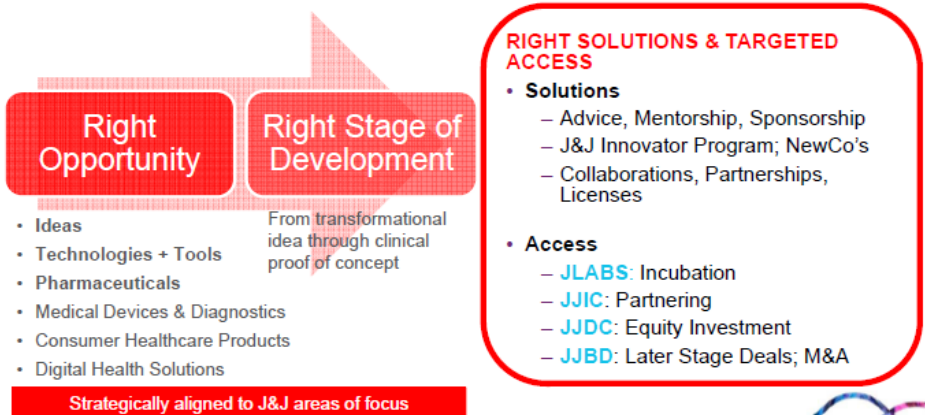 Right
Opportunity
Right Stage of
Development
• Ideas
• Technologies + Tools
• Pharmaceuticals
• Medical Devices & Diagnostics
• Consumer Healthcare Products
• Digital Health Solutions
From transformational
idea through clinical
proof of concept
Strategically aligned to J&J areas of focus
RIGHT SOLUTIONS & TARGETED
ACCESS
• Solutions
– Advice, Mentorship, Sponsorship
– J&J Innovator Program; NewCo's
– Collaborations, Partnerships,
Licenses
• Access
– JLABS: Incubation
– JJIC: Partnering
– JJDC: Equity Investment
– JJBD: Later Stage Deals; M&A